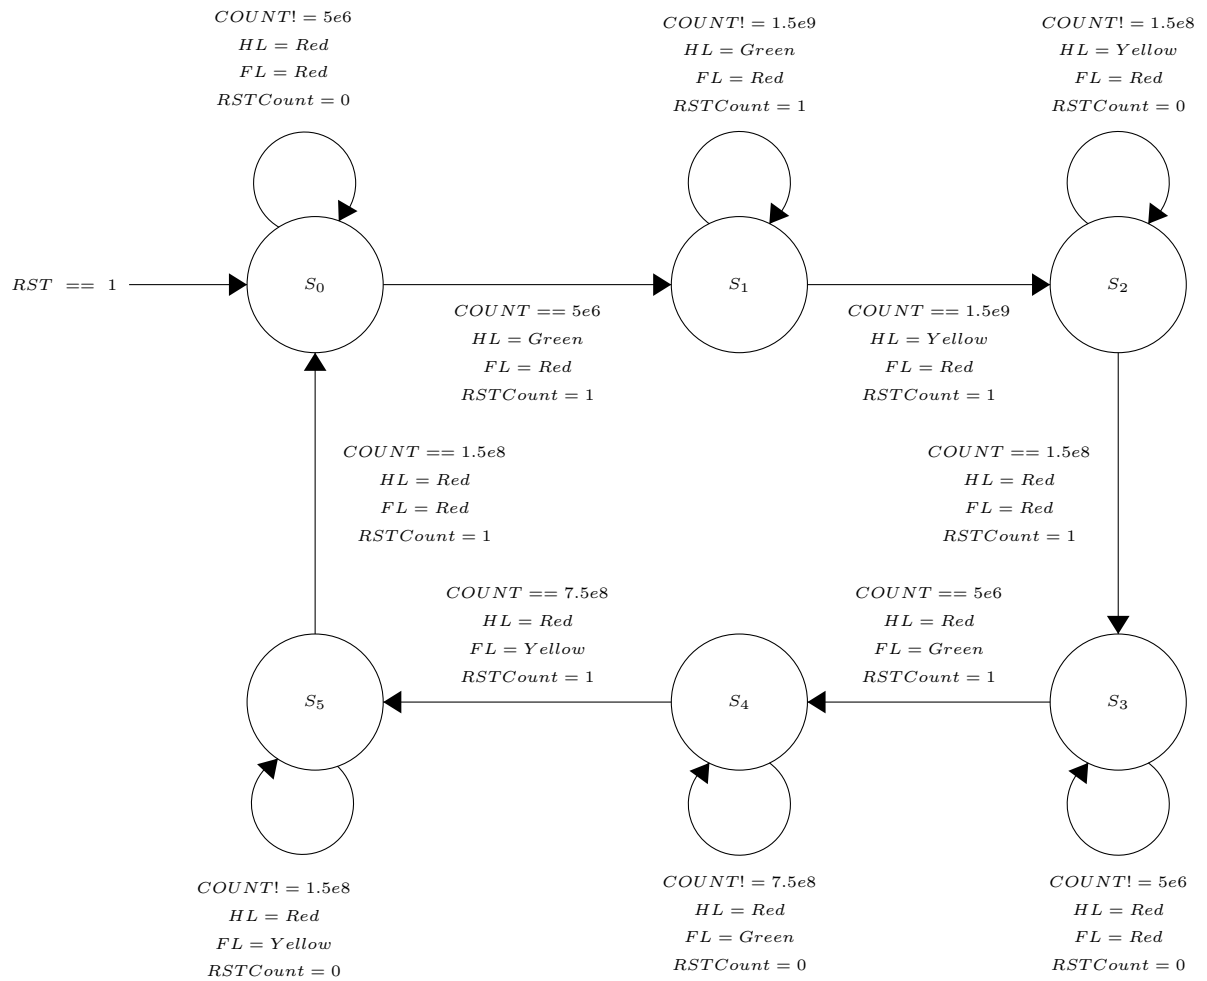 COUNT! = 5e6
HL = Red
FL = Red
RSTCount = 0
COUNT! = 1.5e9
HL = Green
FL = Red
RSTCount = 1
COUNT! = 1.5e8
HL = Yellow
FL = Red
RSTCount = 0
RST == 1
S0
S1
S2
COUNT == 5e6
HL = Green
FL = Red
RSTCount = 1
COUNT == 1.5e9
HL = Yellow
FL = Red
RSTCount = 1
COUNT == 1.5e8
HL = Red
FL = Red
RSTCount = 1
COUNT == 1.5e8
HL = Red
FL = Red
RSTCount = 1
COUNT == 7.5e8
HL = Red
FL = Yellow
RSTCount = 1
COUNT == 5e6
HL = Red
FL = Green
RSTCount = 1
S5
S4
S3
COUNT! = 1.5e8
HL = Red
FL = Yellow
RSTCount = 0
COUNT! = 7.5e8
HL = Red
FL = Green
RSTCount = 0
COUNT! = 5e6
HL = Red
FL = Red
RSTCount = 0